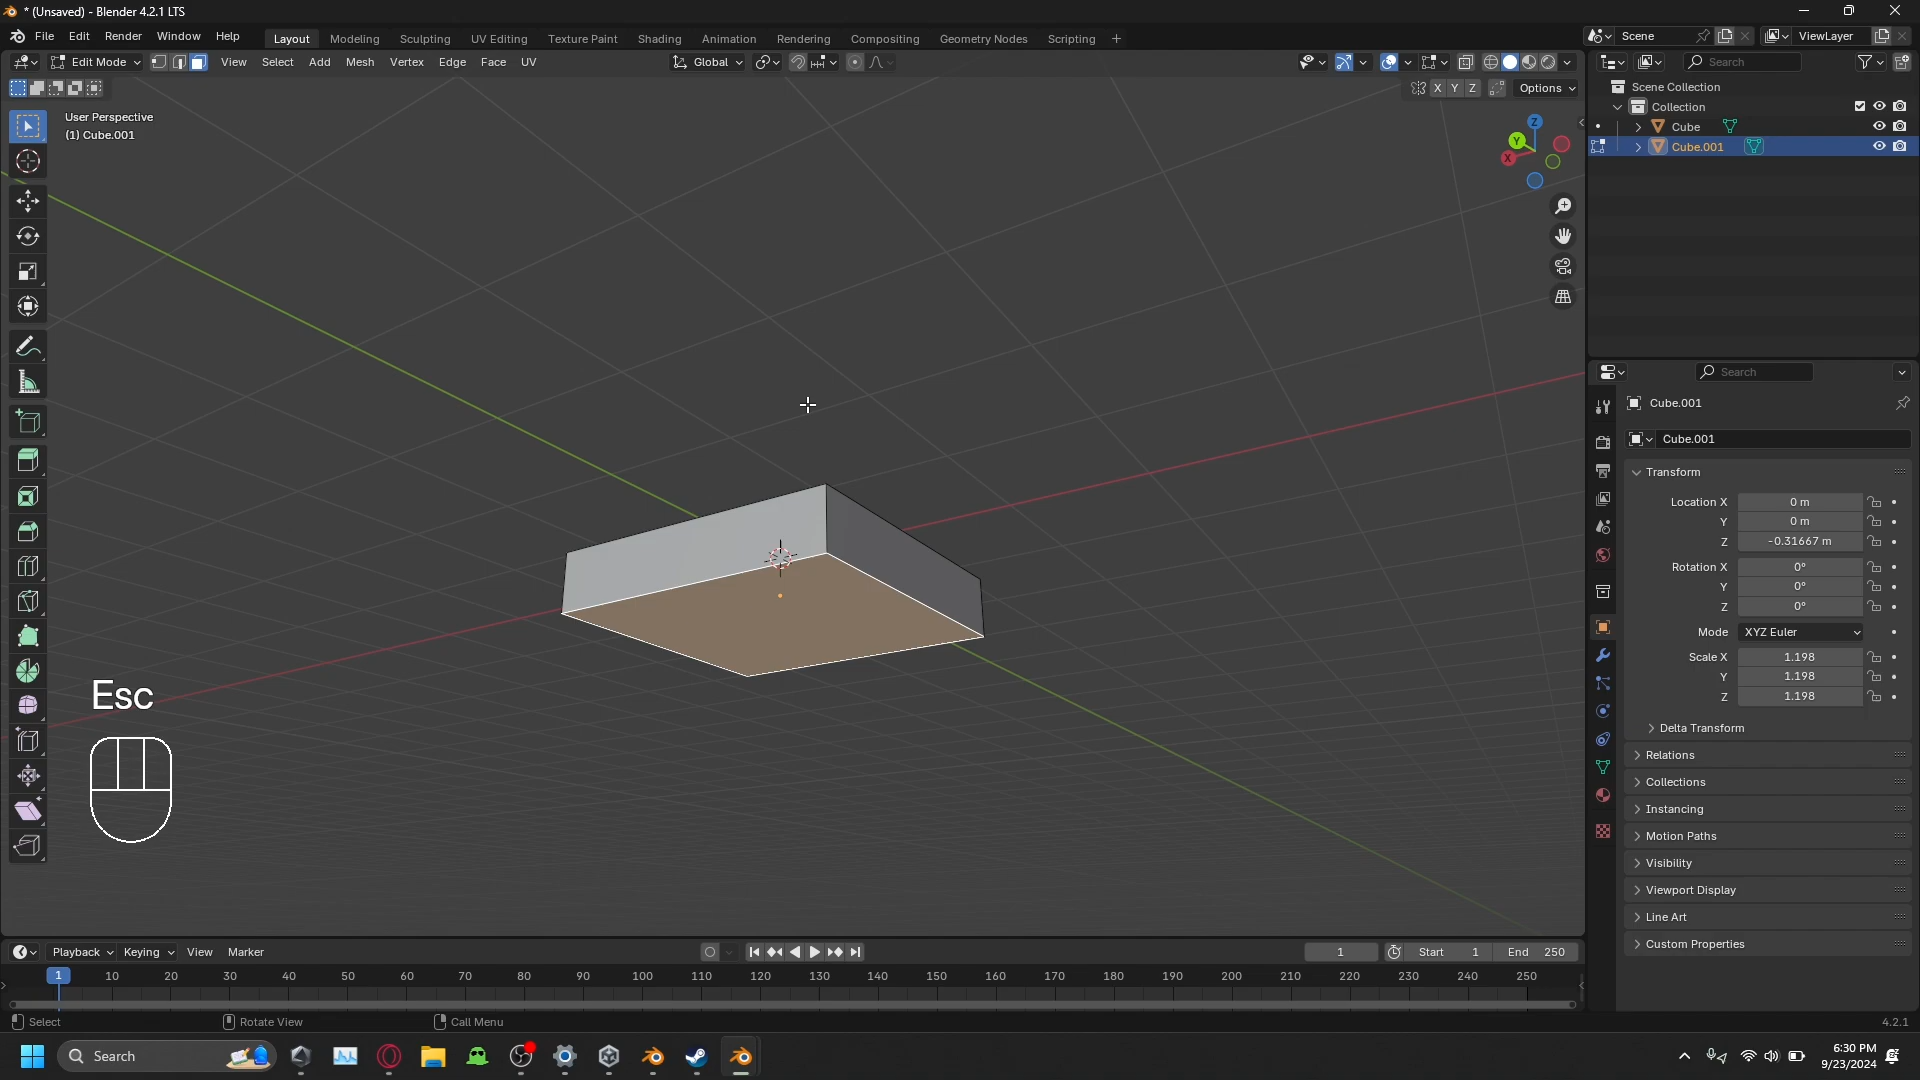 * (Unsaved) - Blender 4.2.1 LTS
File Edit Render Window Help Layout Modeling Sculpting UV Editing Texture Paint Shading Animation Rendering Compositing Geometry Nodes Scripting + Scene ViewLayer
Edit Mode View Select Add Mesh Vertex Edge Face UV Global Search
X Y Z Options
User Perspective
(1) Cube.001
Z
Y
X
Scene Collection
Collection
Cube
Cube.001
Search
Cube.001
Cube.001
Transform
Location X 0 m
Y 0 m
Z -0.31667 m
Rotation X 0°
Y 0°
Z 0°
Mode XYZ Euler
Scale X 1.198
Y 1.198
Z 1.198
Delta Transform
Relations
Collections
Instancing
Motion Paths
Visibility
Viewport Display
Line Art
Custom Properties
Esc
Playback Keying View Marker 1 Start 1 End 250
1 10 20 30 40 50 60 70 80 90 100 110 120 130 140 150 160 170 180 190 200 210 220 230 240 250
Select Rotate View Call Menu 4.2.1
Search
6:30 PM
9/23/2024